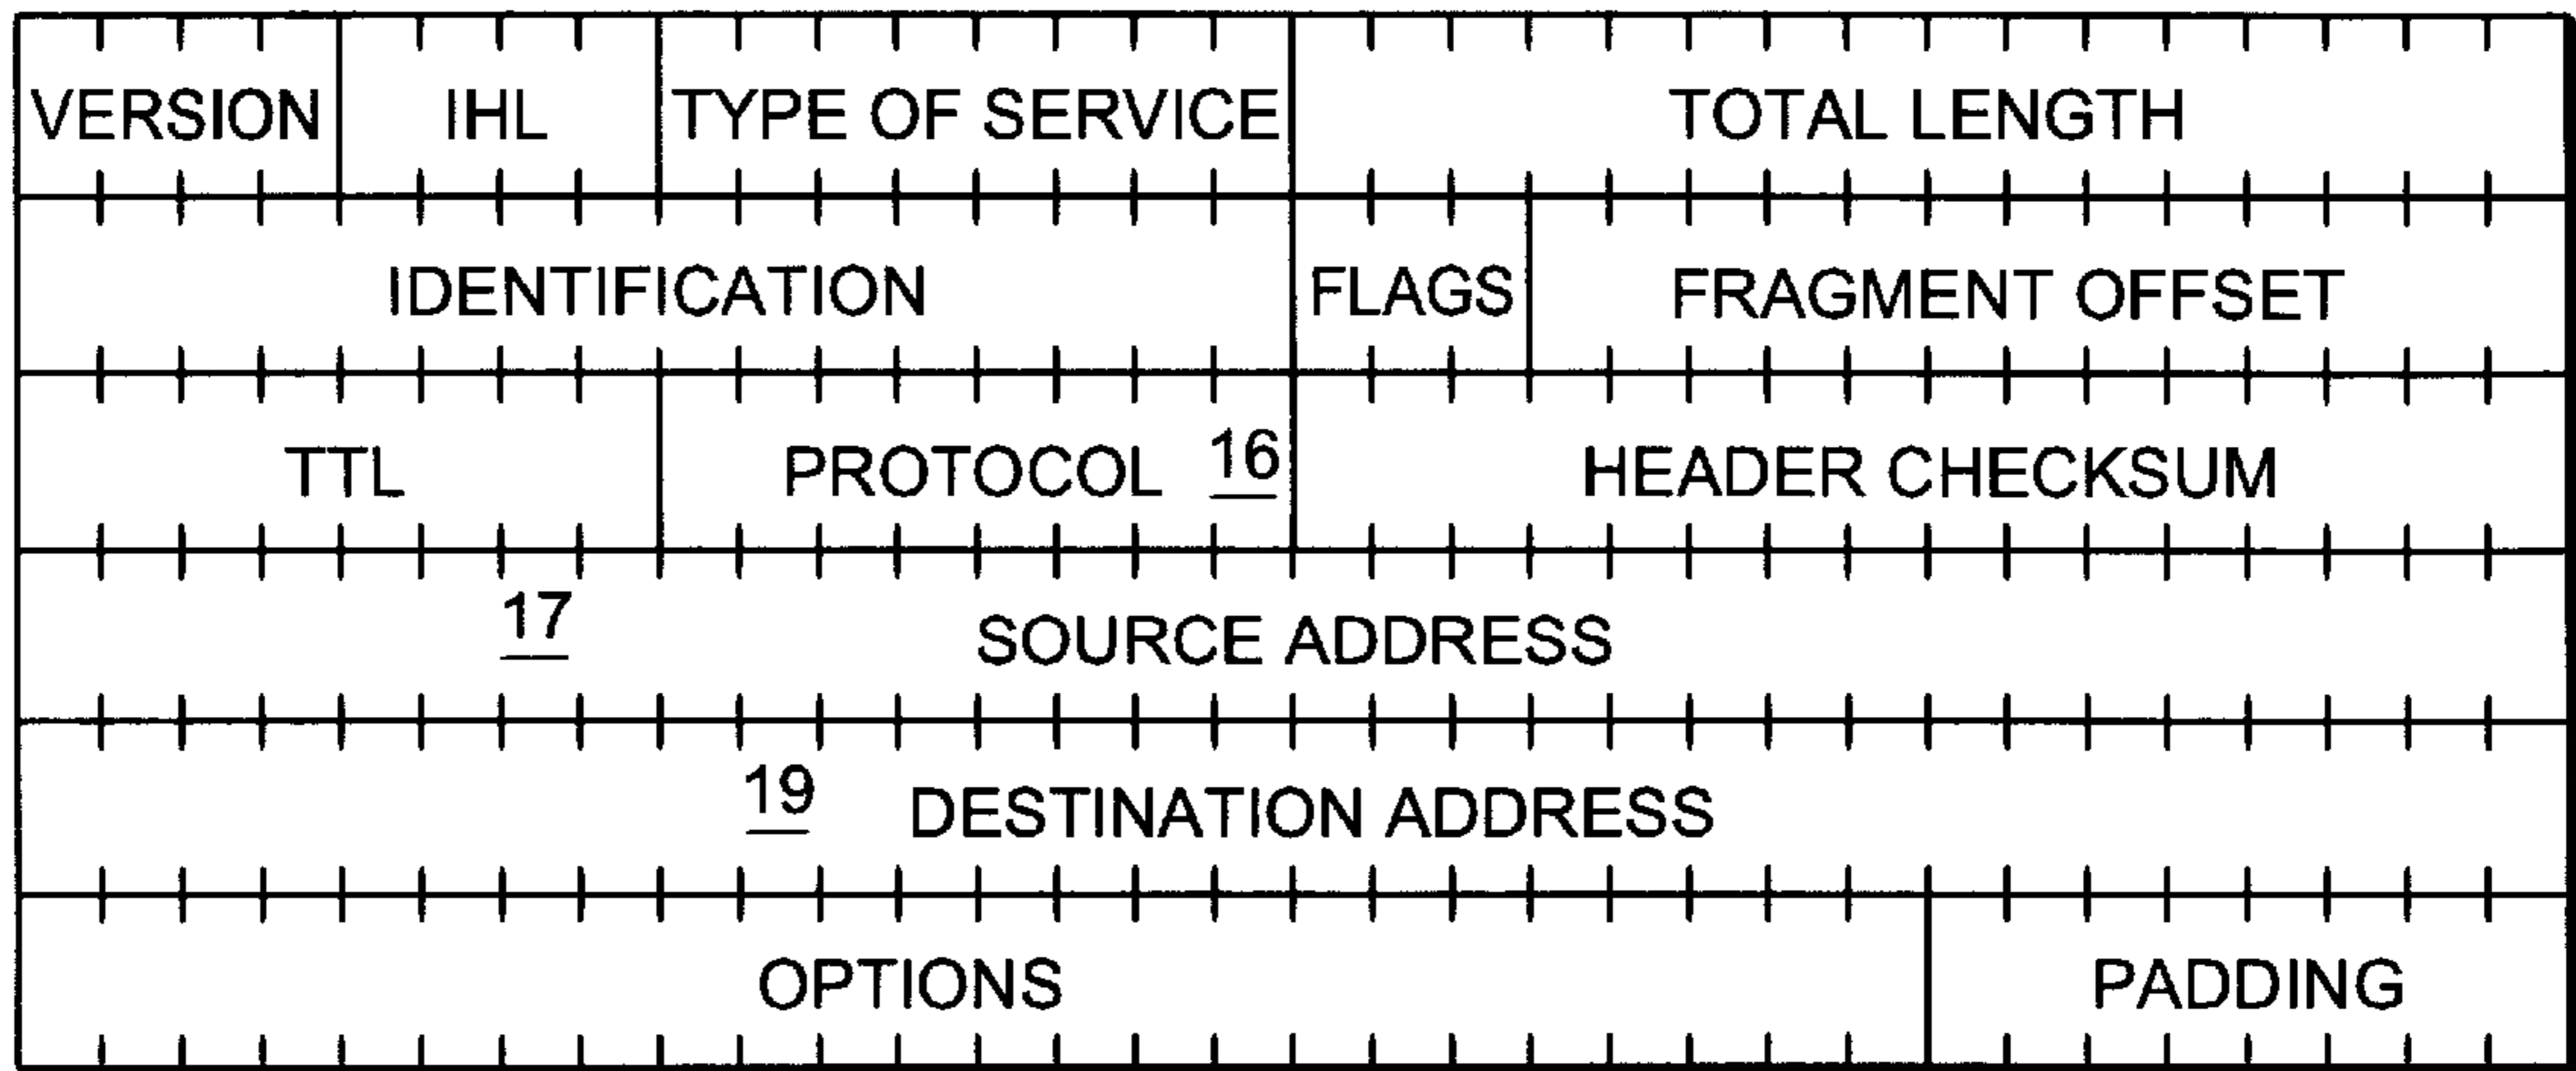 VERSION IHL TYPE OF SERVICE TOTAL LENGTH
IDENTIFICATION FLAGS FRAGMENT OFFSET
TTL PROTOCOL 16 HEADER CHECKSUM
17 SOURCE ADDRESS
19 DESTINATION ADDRESS
OPTIONS PADDING